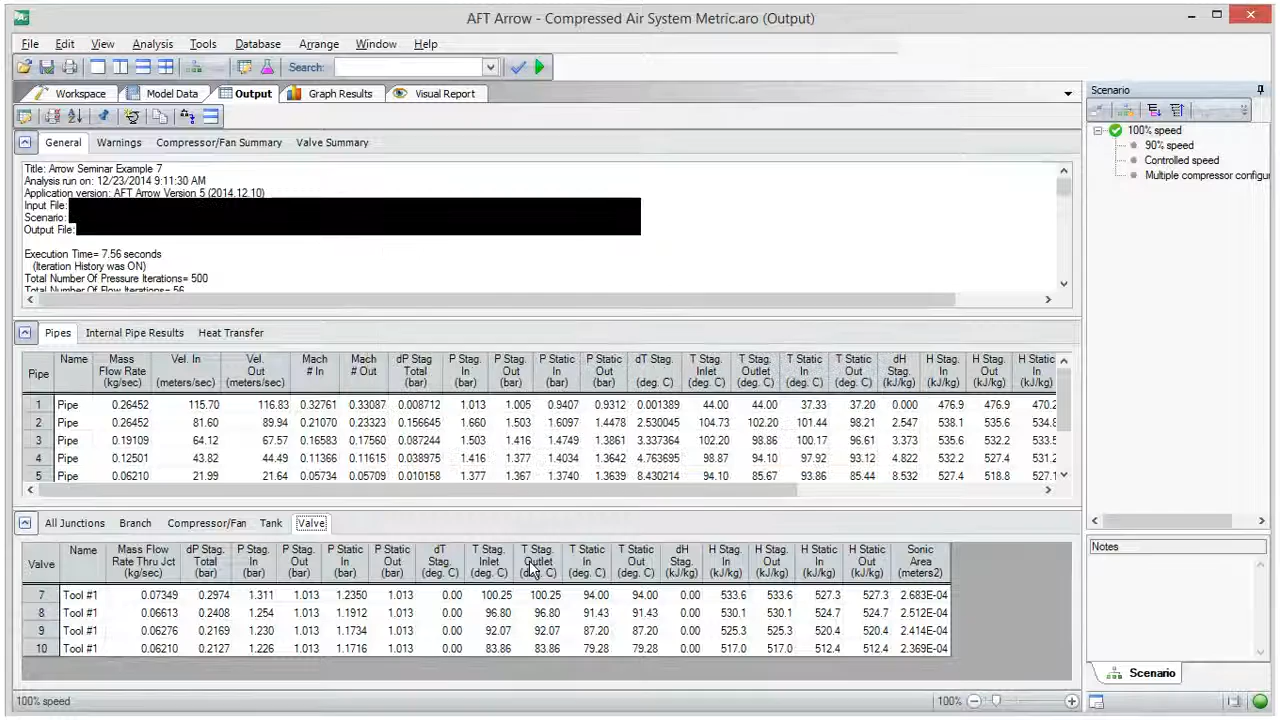 AFT Arrow - Compressed Air System Metric.aro (Output)
File Edit View Analysis Tools Database Arrange Window Help
Search:
Workspace Model Data Output Graph Results Visual Report
General Warnings Compressor/Fan Summary Valve Summary
Title: Arrow Seminar Example 7
Analysis run on: 12/23/2014 9:11:30 AM
Application version: AFT Arrow Version 5 (2014.12.10)
Input File:
Scenario:
Output File:
Execution Time= 7.56 seconds
(Iteration History was ON)
Total Number Of Pressure Iterations= 500
Total Number Of Flow Iterations= 56
Pipes Internal Pipe Results Heat Transfer
Pipe Name Mass Flow Rate (kg/sec) Vel. In (meters/sec) Vel. Out (meters/sec) Mach # In Mach # Out dP Stag. Total (bar) P Stag. In (bar) P Stag. Out (bar) P Static In (bar) P Static Out (bar) dT Stag. (deg. C) T Stag. Inlet (deg. C) T Stag. Outlet (deg. C) T Static In (deg. C) T Static Out (deg. C) dH Stag. (kJ/kg) H Stag. In (kJ/kg) H Stag. Out (kJ/kg) H Static In (kJ/kg)
1 Pipe 0.26452 115.70 116.83 0.32761 0.33087 0.008712 1.013 1.005 0.9407 0.9312 0.001389 44.00 44.00 37.33 37.20 0.000 476.9 476.9 470.2
2 Pipe 0.26452 81.60 89.94 0.21070 0.23323 0.156645 1.660 1.503 1.6097 1.4478 2.530045 104.73 102.20 101.44 98.21 2.547 538.1 535.6 534.8
3 Pipe 0.19109 64.12 67.57 0.16583 0.17560 0.087244 1.503 1.416 1.4749 1.3861 3.337364 102.20 98.86 100.17 96.61 3.373 535.6 532.2 533.5
4 Pipe 0.12501 43.82 44.49 0.11366 0.11615 0.038975 1.416 1.377 1.4034 1.3642 4.763695 98.87 94.10 97.92 93.12 4.822 532.2 527.4 531.2
5 Pipe 0.06210 21.99 21.64 0.05734 0.05709 0.010158 1.377 1.367 1.3740 1.3639 8.430214 94.10 85.67 93.86 85.44 8.532 527.4 518.8 527.1
All Junctions Branch Compressor/Fan Tank Valve
Valve Name Mass Flow Rate Thru Jct (kg/sec) dP Stag. Total (bar) P Stag. In (bar) P Stag. Out (bar) P Static In (bar) P Static Out (bar) dT Stag. (deg. C) T Stag. Inlet (deg. C) T Stag. Outlet (deg. C) T Static In (deg. C) T Static Out (deg. C) dH Stag. (kJ/kg) H Stag. In (kJ/kg) H Stag. Out (kJ/kg) H Static In (kJ/kg) H Static Out (kJ/kg) Sonic Area (meters2)
7 Tool #1 0.07349 0.2974 1.311 1.013 1.2350 1.013 0.00 100.25 100.25 94.00 94.00 0.00 533.6 533.6 527.3 527.3 2.683E-04
8 Tool #1 0.06613 0.2408 1.254 1.013 1.1912 1.013 0.00 96.80 96.80 91.43 91.43 0.00 530.1 530.1 524.7 524.7 2.512E-04
9 Tool #1 0.06276 0.2169 1.230 1.013 1.1734 1.013 0.00 92.07 92.07 87.20 87.20 0.00 525.3 525.3 520.4 520.4 2.414E-04
10 Tool #1 0.06210 0.2127 1.226 1.013 1.1716 1.013 0.00 83.86 83.86 79.28 79.28 0.00 517.0 517.0 512.4 512.4 2.369E-04
100% speed
100%
Scenario
100% speed
90% speed
Controlled speed
Multiple compressor configur
Notes
Scenario